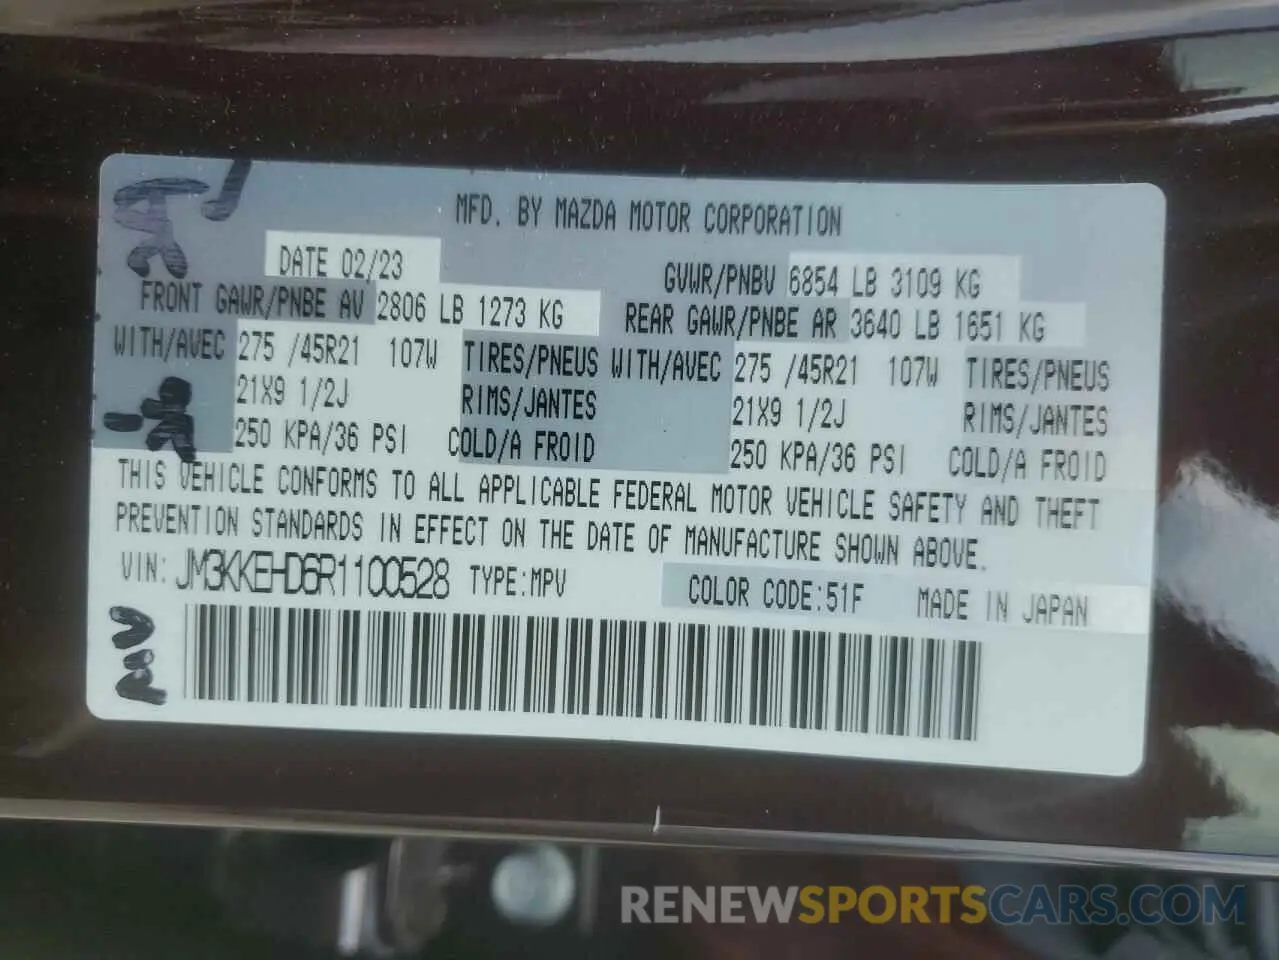 MFD. BY MAZDA MOTOR CORPORATION
DATE 02/23 GVWR/PNBV 6854 LB 3109 KG
FRONT GAWR/PNBE AV 2806 LB 1273 KG REAR GAWR/PNBE AR 3640 LB 1651 KG
WITH/AVEC 275 /45R21 107W TIRES/PNEUS WITH/AVEC 275 /45R21 107W TIRES/PNEUS
21X9 1/2J RIMS/JANTES 21X9 1/2J RIMS/JANTES
250 KPA/36 PSI COLD/A FROID 250 KPA/36 PSI COLD/A FROID
THIS VEHICLE CONFORMS TO ALL APPLICABLE FEDERAL MOTOR VEHICLE SAFETY AND THEFT
PREVENTION STANDARDS IN EFFECT ON THE DATE OF MANUFACTURE SHOWN ABOVE.
VIN: JM3KKEHD6R1100528 TYPE:MPV COLOR CODE:51F MADE IN JAPAN
RENEWSPORTSCARS.COM